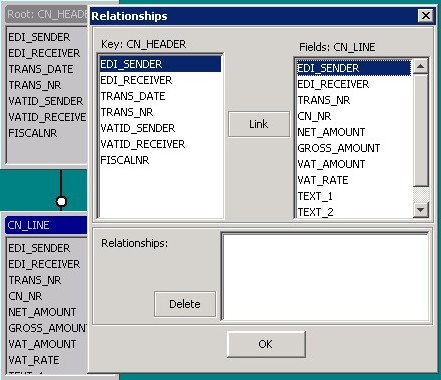 Root: CN_HEAD
EDI_SENDER
EDI_RECEIVER
TRANS_DATE
TRANS_NR
VATID_SENDER
VATID_RECEIVE
FISCALNR
CN_LINE
EDI_SENDER
EDI_RECEIVER
TRANS_NR
CN_NR
NET_AMOUNT
GROSS_AMOUN
VAT_AMOUNT
VAT_RATE
Relationships
Key: CN_HEADER
EDI_SENDER
EDI_RECEIVER
TRANS_DATE
TRANS_NR
VATID_SENDER
VATID_RECEIVER
FISCALNR
Link
Fields: CN_LINE
EDI_SENDER
EDI_RECEIVER
TRANS_NR
CN_NR
NET_AMOUNT
GROSS_AMOUNT
VAT_AMOUNT
VAT_RATE
TEXT_1
TEXT_2
Relationships:
Delete
OK